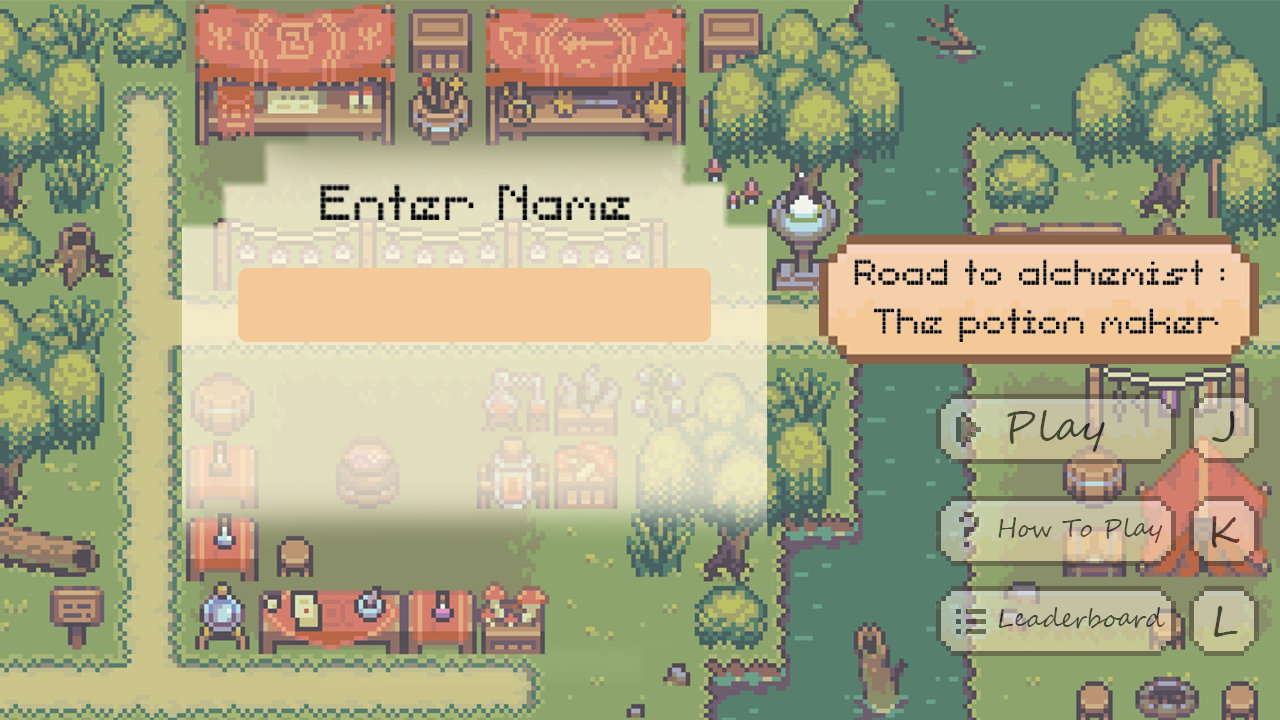 Enter Name
Road to alchemist :
The potion maker
Play
J
? How To Play
K
Leaderboard
L